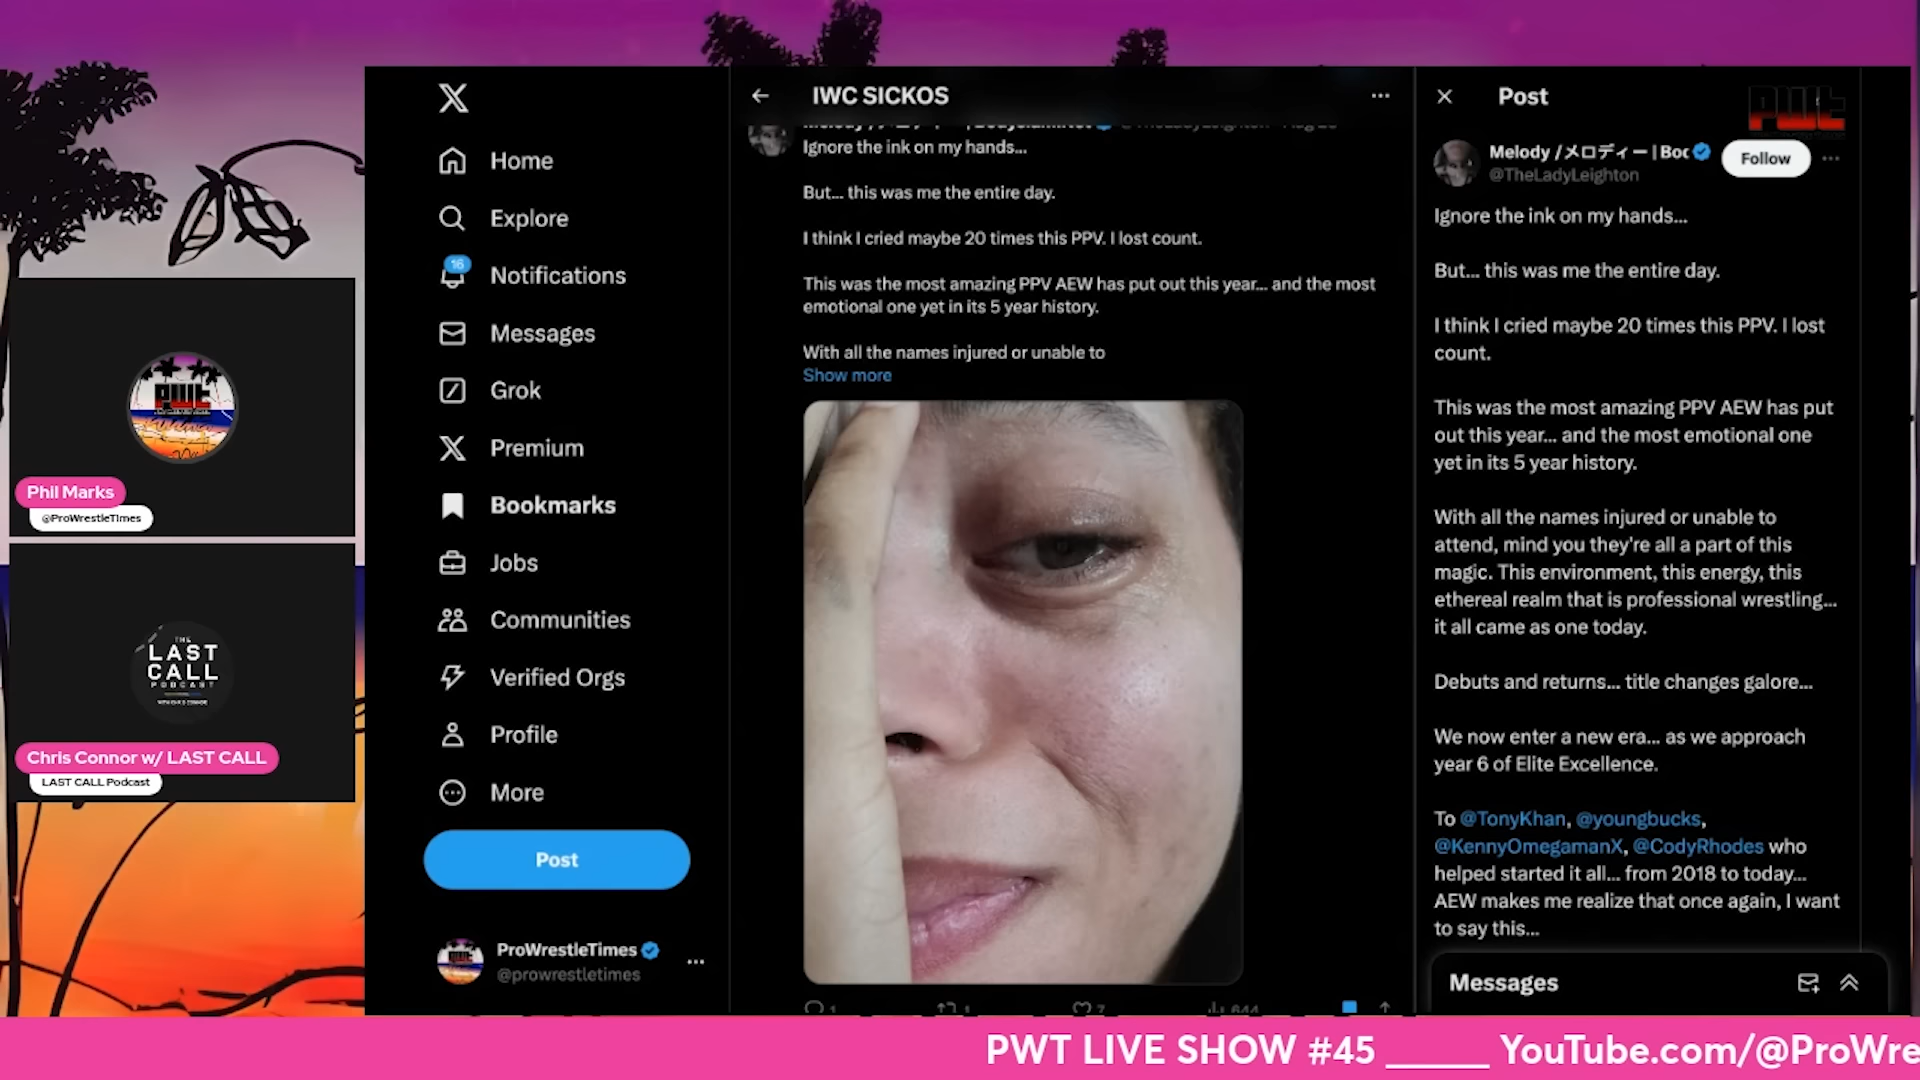 Phil Marks
@ProWrestleTimes
THE
LAST
CALL
PODCAST
Chris Connor w/ LAST CALL
LAST CALL Podcast
Home
Explore
16
Notifications
Messages
Grok
Premium
Bookmarks
Jobs
Communities
Verified Orgs
Profile
More
Post
ProWrestleTimes
@prowrestletimes
IWC SICKOS
Ignore the ink on my hands...
But... this was me the entire day.
I think I cried maybe 20 times this PPV. I lost count.
This was the most amazing PPV AEW has put out this year... and the most
emotional one yet in its 5 year history.
With all the names injured or unable to
Show more
Post
PWT
Melody /メロディー | Boo
@TheLadyLeighton
Follow
Ignore the ink on my hands...
But... this was me the entire day.
I think I cried maybe 20 times this PPV. I lost
count.
This was the most amazing PPV AEW has put
out this year... and the most emotional one
yet in its 5 year history.
With all the names injured or unable to
attend, mind you they're all a part of this
magic. This environment, this energy, this
ethereal realm that is professional wrestling...
it all came as one today.
Debuts and returns... title changes galore...
We now enter a new era... as we approach
year 6 of Elite Excellence.
To @TonyKhan, @youngbucks,
@KennyOmegamanX, @CodyRhodes who
helped started it all... from 2018 to today...
AEW makes me realize that once again, I want
to say this...
Messages
PWT LIVE SHOW #45 ______ YouTube.com/@ProWre